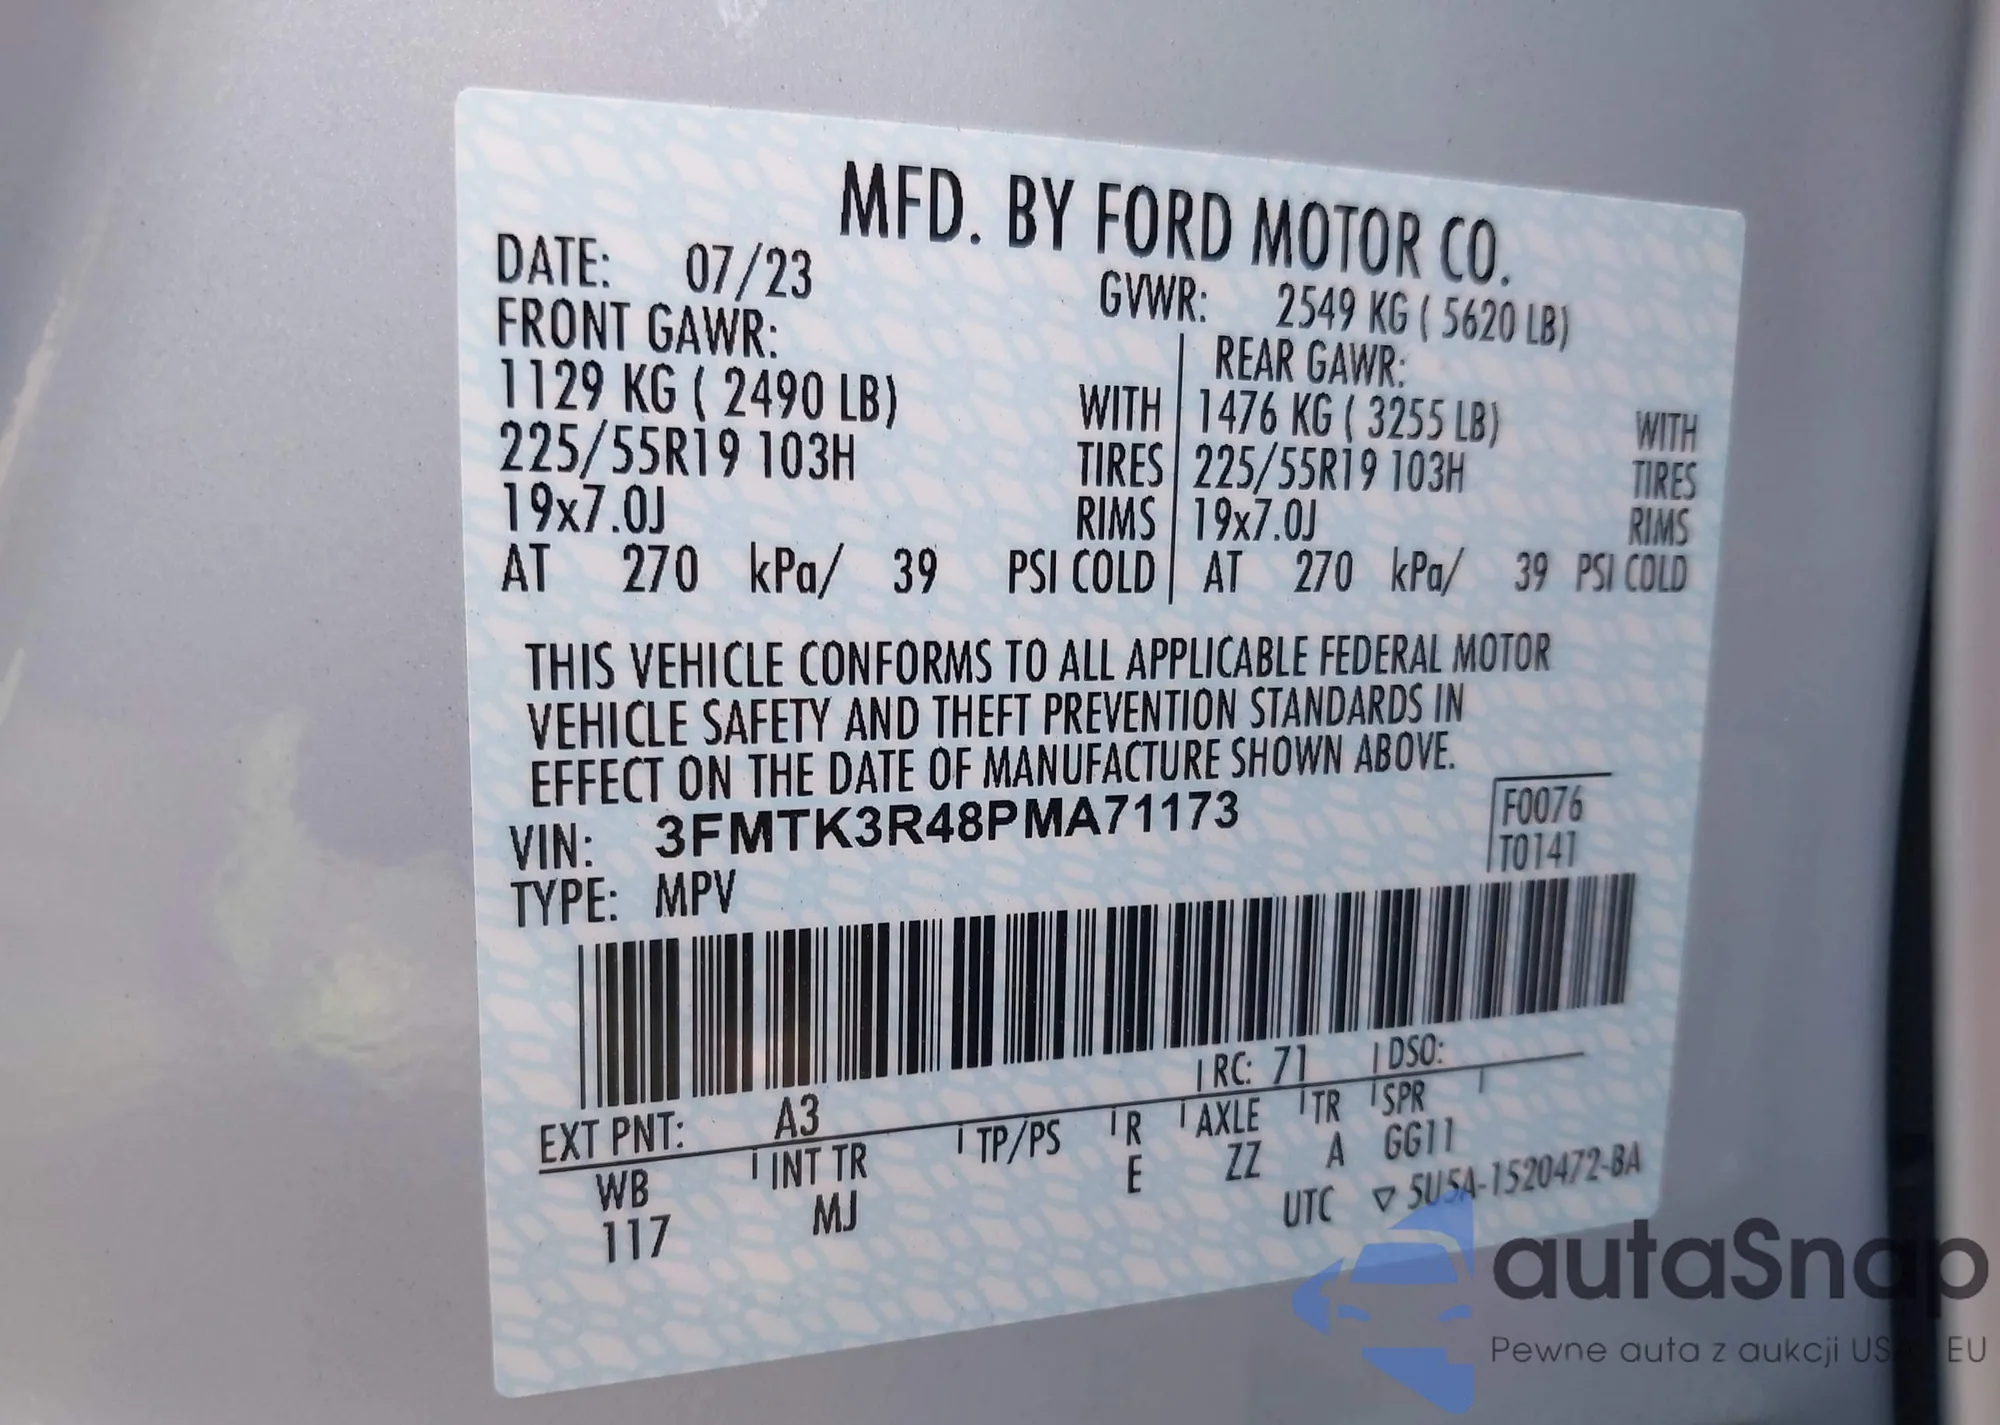 MFD. BY FORD MOTOR CO.
DATE: 07/23 GVWR: 2549 KG ( 5620 LB)
FRONT GAWR: REAR GAWR:
1129 KG ( 2490 LB) WITH 1476 KG ( 3255 LB) WITH
225/55R19 103H TIRES 225/55R19 103H TIRES
19x7.0J RIMS 19x7.0J RIMS
AT 270 kPa/ 39 PSI COLD AT 270 kPa/ 39 PSI COLD
THIS VEHICLE CONFORMS TO ALL APPLICABLE FEDERAL MOTOR
VEHICLE SAFETY AND THEFT PREVENTION STANDARDS IN
EFFECT ON THE DATE OF MANUFACTURE SHOWN ABOVE.
VIN: 3FMTK3R48PMA71173 F0076
TYPE: MPV T0141
EXT PNT: A3 RC: 71 DSO:
WB INT TR TP/PS R AXLE TR SPR
117 MJ E ZZ A GG11
UTC ▽ 5U5A-1520472-BA
autaSnap
Pewne auta z aukcji US EU